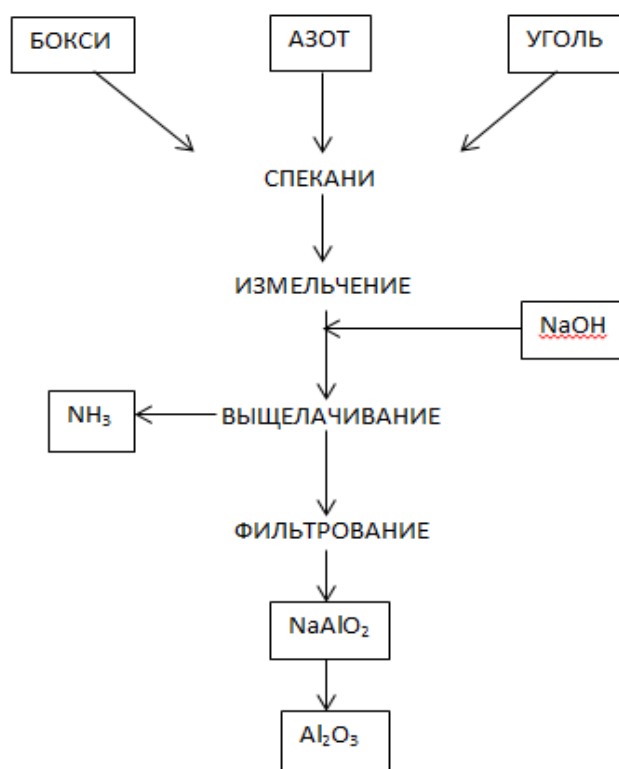 БОКСИ
АЗОТ
УГОЛЬ
СПЕКАНИ
ИЗМЕЛЬЧЕНИЕ
NaOH
NH₃
ВЫЩЕЛАЧИВАНИЕ
ФИЛЬТРОВАНИЕ
NaAlO₂
Al₂O₃